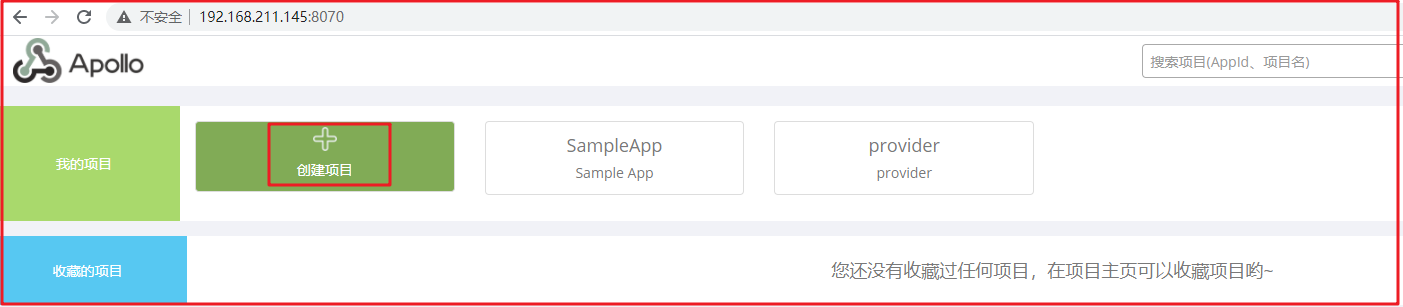 不安全 | 192.168.211.145:8070
Apollo
搜索项目(AppId、项目名)
我的项目
创建项目
SampleApp
Sample App
provider
provider
收藏的项目
您还没有收藏过任何项目，在项目主页可以收藏项目哟~